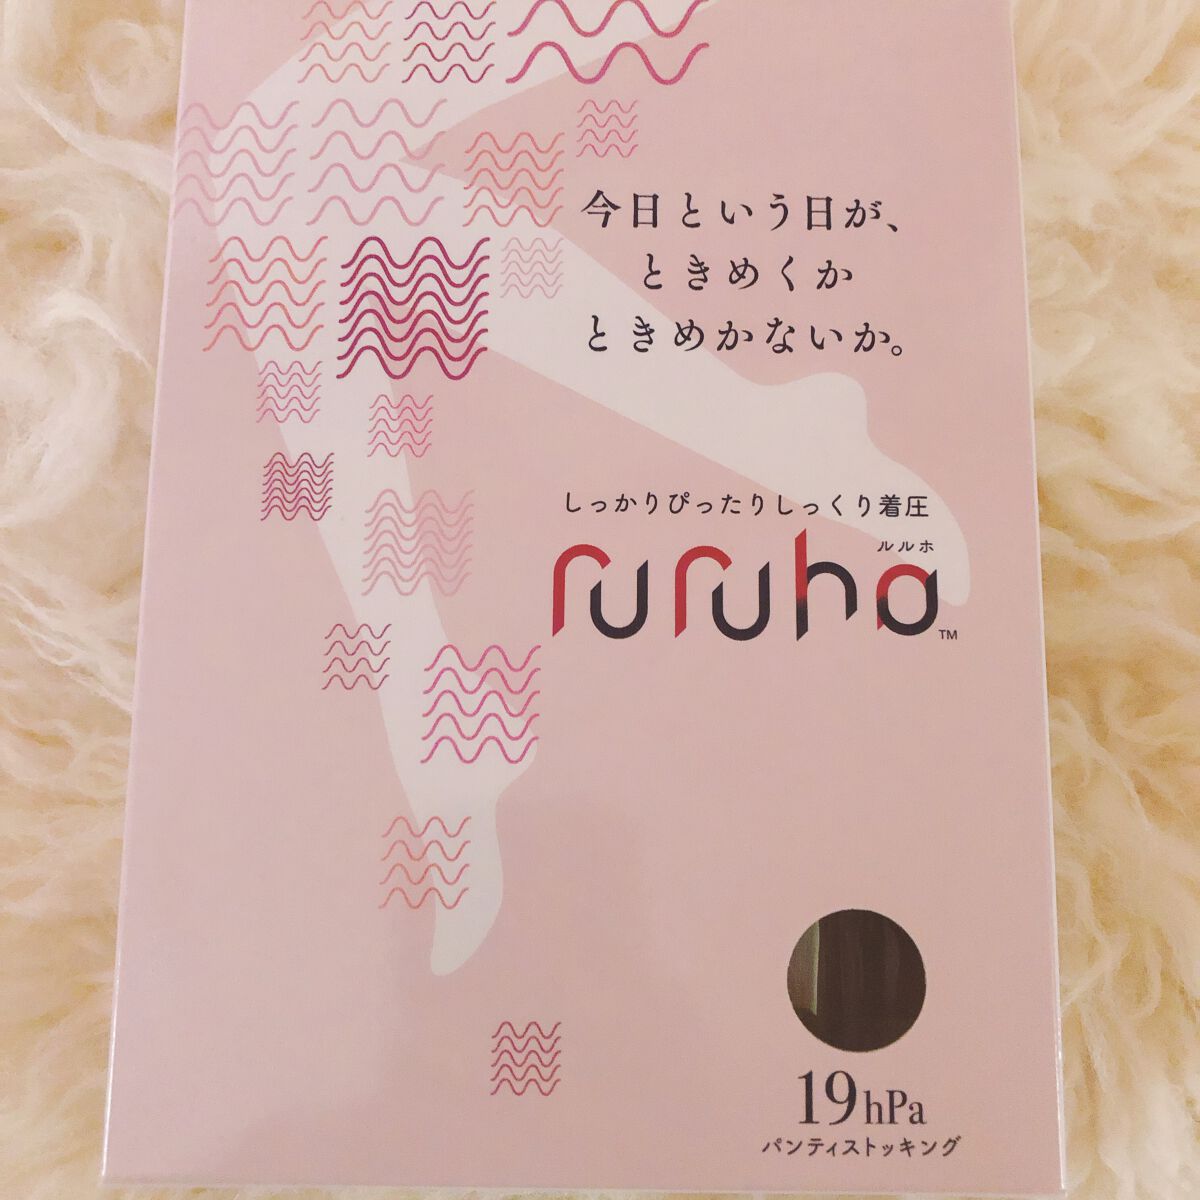 今日という日が、
ときめくか
ときめかないか。
しっかりぴったりしっくり着圧
ルルホ
ruruho™
19hPa
パンティストッキング